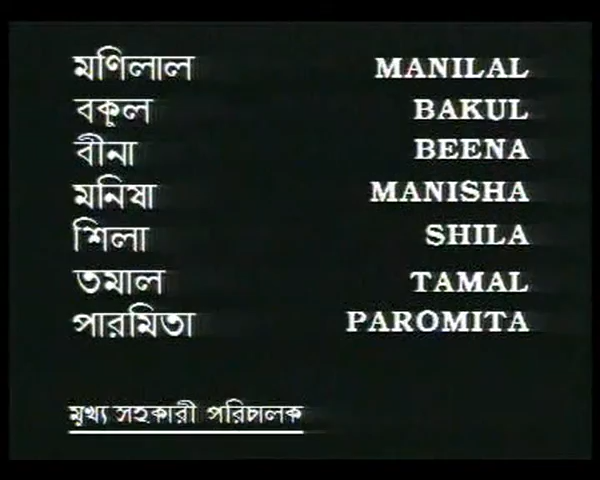 মণিলাল MANILAL
বকুল BAKUL
বীনা BEENA
মনিষা MANISHA
শিলা SHILA
তমাল TAMAL
পারমিতা PAROMITA
মুখ্য সহকারী পরিচালক